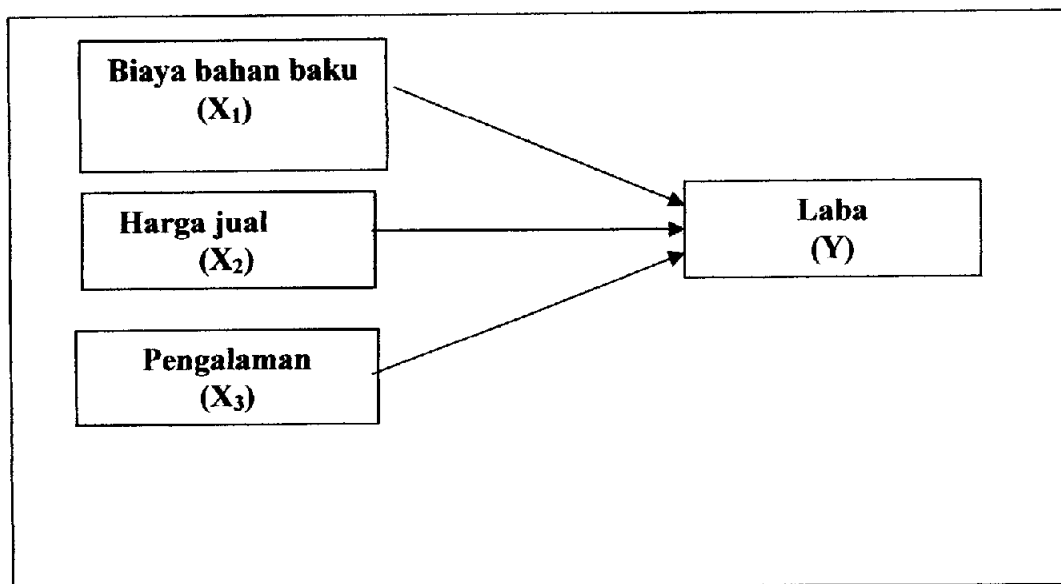 Biaya bahan baku
(X₁)
Harga jual
(X₂)
Pengalaman
(X₃)
Laba
(Y)